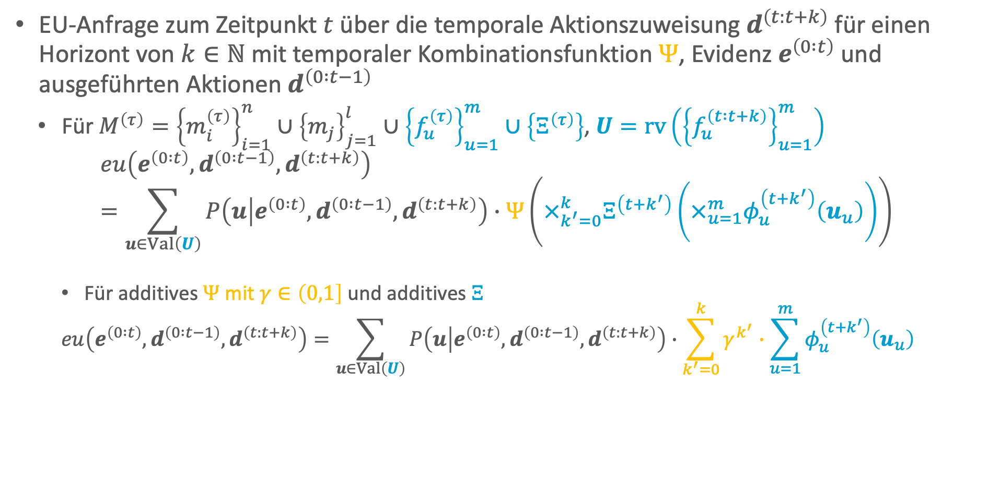 • EU-Anfrage zum Zeitpunkt 𝑡 über die temporale Aktionszuweisung 𝒅^(𝑡:𝑡+𝑘) für einen
Horizont von 𝑘 ∈ ℕ mit temporaler Kombinationsfunktion Ψ, Evidenz 𝒆^(0:𝑡) und
ausgeführten Aktionen 𝒅^(0:𝑡−1)
• Für 𝑀^(𝜏) = {𝑚_𝑖^(𝜏)}_{𝑖=1}^𝑛 ∪ {𝑚_𝑗}_{𝑗=1}^𝑙 ∪ {𝑓_𝑢^(𝜏)}_{𝑢=1}^𝑚 ∪ {Ξ^(𝜏)}, 𝑼 = rv({𝑓_𝑢^(𝑡:𝑡+𝑘)}_{𝑢=1}^𝑚)
𝑒𝑢(𝒆^(0:𝑡), 𝒅^(0:𝑡−1), 𝒅^(𝑡:𝑡+𝑘))
= ∑_{𝒖∈Val(𝑼)} 𝑃(𝒖|𝒆^(0:𝑡), 𝒅^(0:𝑡−1), 𝒅^(𝑡:𝑡+𝑘)) · Ψ(×_{𝑘′=0}^𝑘 Ξ^(𝑡+𝑘′)(×_{𝑢=1}^𝑚 𝜙_𝑢^(𝑡+𝑘′)(𝒖_𝑢)))
• Für additives Ψ mit 𝛾 ∈ (0,1] und additives Ξ
𝑒𝑢(𝒆^(0:𝑡), 𝒅^(0:𝑡−1), 𝒅^(𝑡:𝑡+𝑘)) = ∑_{𝒖∈Val(𝑼)} 𝑃(𝒖|𝒆^(0:𝑡), 𝒅^(0:𝑡−1), 𝒅^(𝑡:𝑡+𝑘)) · ∑_{𝑘′=0}^𝑘 𝛾^𝑘′ · ∑_{𝑢=1}^𝑚 𝜙_𝑢^(𝑡+𝑘′)(𝒖_𝑢)